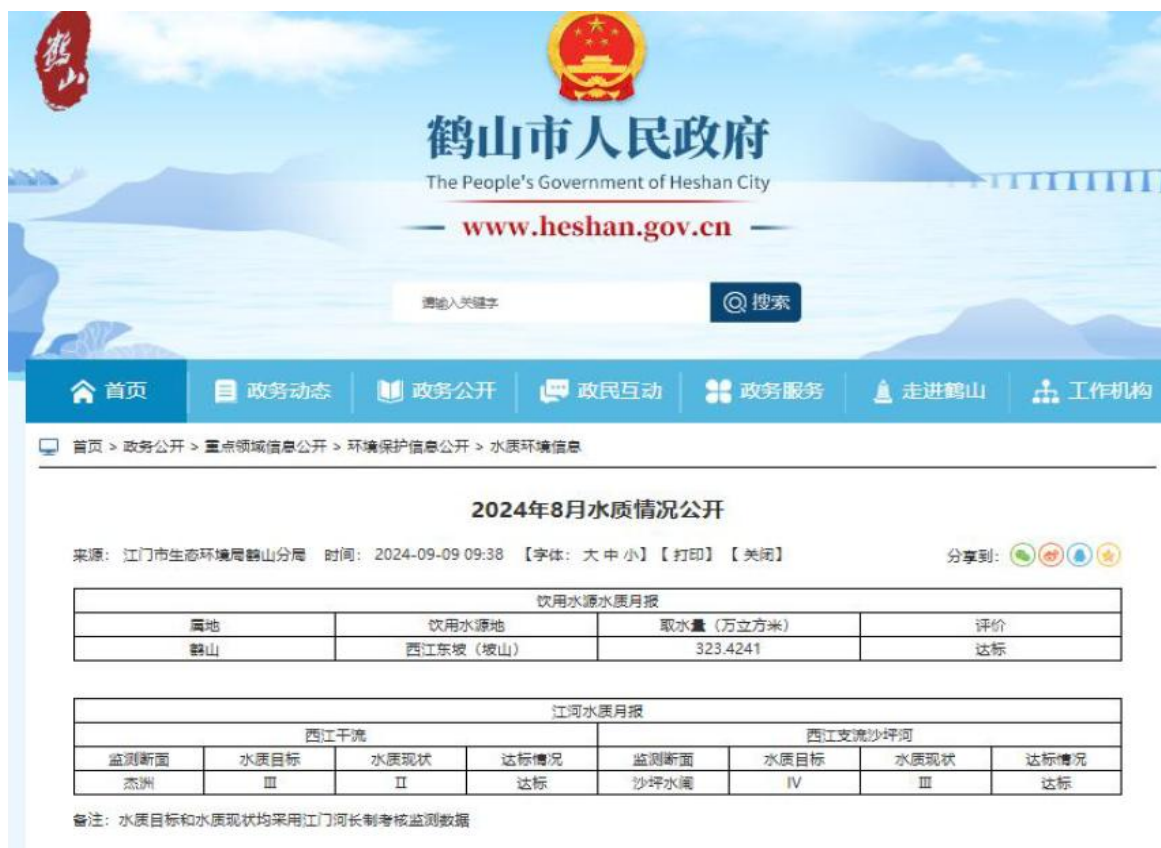 鹤山
鹤山市人民政府
The People's Government of Heshan City
www.heshan.gov.cn
请输入关键字 搜索
首页 政务动态 政务公开 政民互动 政务服务 走进鹤山 工作机构
首页 > 政务公开 > 重点领域信息公开 > 环境保护信息公开 > 水质环境信息
2024年8月水质情况公开
来源: 江门市生态环境局鹤山分局 时间: 2024-09-09 09:38 【字体: 大 中 小】【 打印】【 关闭】 分享到:
饮用水源水质月报
属地 饮用水源地 取水量（万立方米） 评价
鹤山 西江东坡（坡山） 323.4241 达标
江河水质月报
西江干流 西江支流沙坪河
监测断面 水质目标 水质现状 达标情况 监测断面 水质目标 水质现状 达标情况
杰洲 Ⅲ Ⅱ 达标 沙坪水闸 Ⅳ Ⅲ 达标
备注: 水质目标和水质现状均采用江门河长制考核监测数据